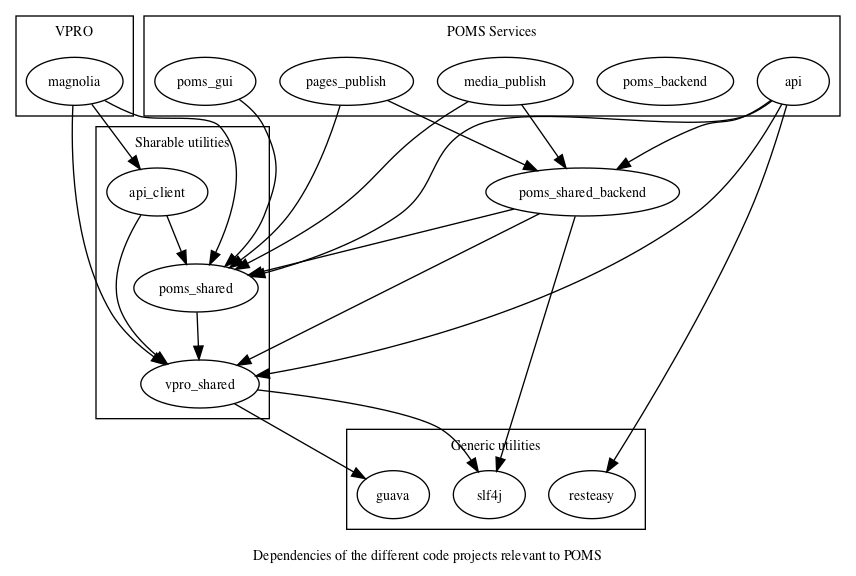 VPRO
POMS Services
magnolia
poms_gui
pages_publish
media_publish
poms_backend
api
Sharable utilities
api_client
poms_shared_backend
poms_shared
vpro_shared
Generic utilities
guava
slf4j
resteasy
Dependencies of the different code projects relevant to POMS